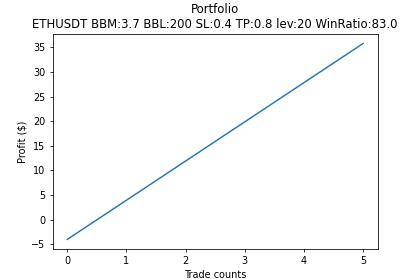 Portfolio
ETHUSDT BBM:3.7 BBL:200 SL:0.4 TP:0.8 lev:20 WinRatio:83.0
35
30
25
20
15
10
5
0
−5
Profit ($)
0 1 2 3 4 5
Trade counts